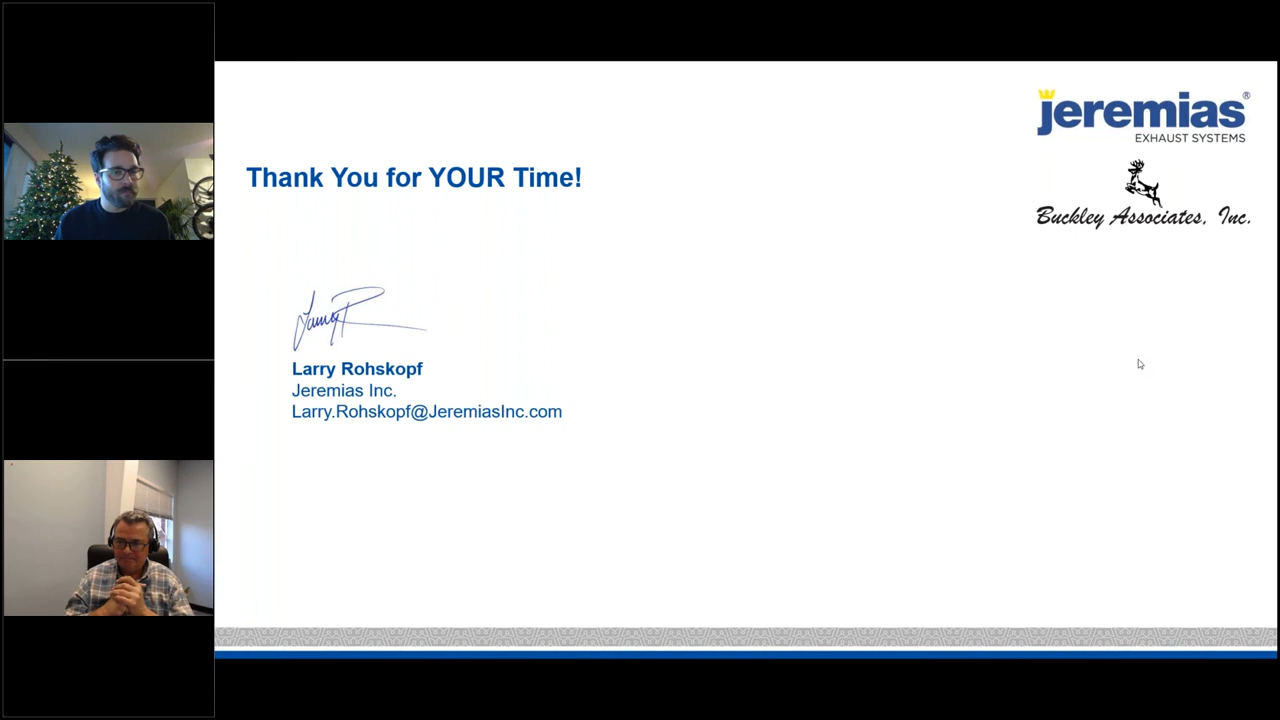 jeremias®
EXHAUST SYSTEMS
Buckley Associates, Inc.
Thank You for YOUR Time!
LarryR
Larry Rohskopf
Jeremias Inc.
Larry.Rohskopf@JeremiasInc.com